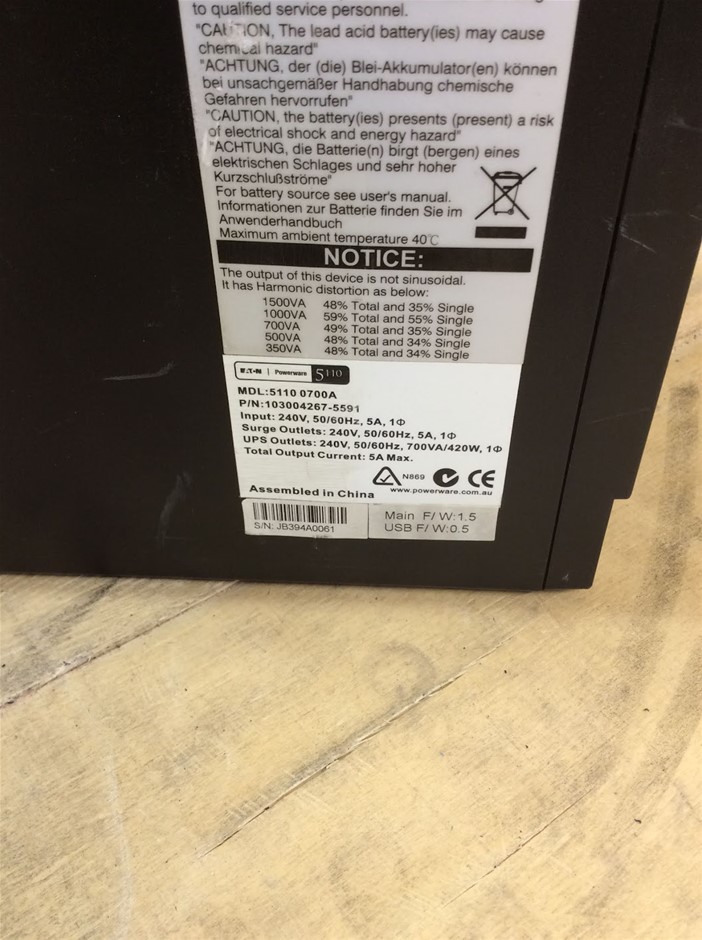 to qualified service personnel.
"CAUTION, The lead acid battery(ies) may cause
chemical hazard"
"ACHTUNG, der (die) Blei-Akkumulator(en) können
bei unsachgemäßer Handhabung chemische
Gefahren hervorrufen"
"CAUTION, the battery(ies) presents (present) a risk
of electrical shock and energy hazard"
"ACHTUNG, die Batterie(n) birgt (bergen) eines
elektrischen Schlages und sehr hoher
Kurzschlußströme"
For battery source see user's manual.
Informationen zur Batterie finden Sie im
Anwenderhandbuch
Maximum ambient temperature 40℃
NOTICE:
The output of this device is not sinusoidal.
It has Harmonic distortion as below:
1500VA 48% Total and 35% Single
1000VA 59% Total and 55% Single
700VA 49% Total and 35% Single
500VA 48% Total and 34% Single
350VA 48% Total and 34% Single
EATON | Powerware 5110
MDL:5110 0700A
P/N:103004267-5591
Input: 240V, 50/60Hz, 5A, 1Φ
Surge Outlets: 240V, 50/60Hz, 5A, 1Φ
UPS Outlets: 240V, 50/60Hz, 700VA/420W, 1Φ
Total Output Current: 5A Max.
N869 CE
Assembled in China www.powerware.com.au
S/N: JB394A0061
Main F/W:1.5
USB F/W:0.5